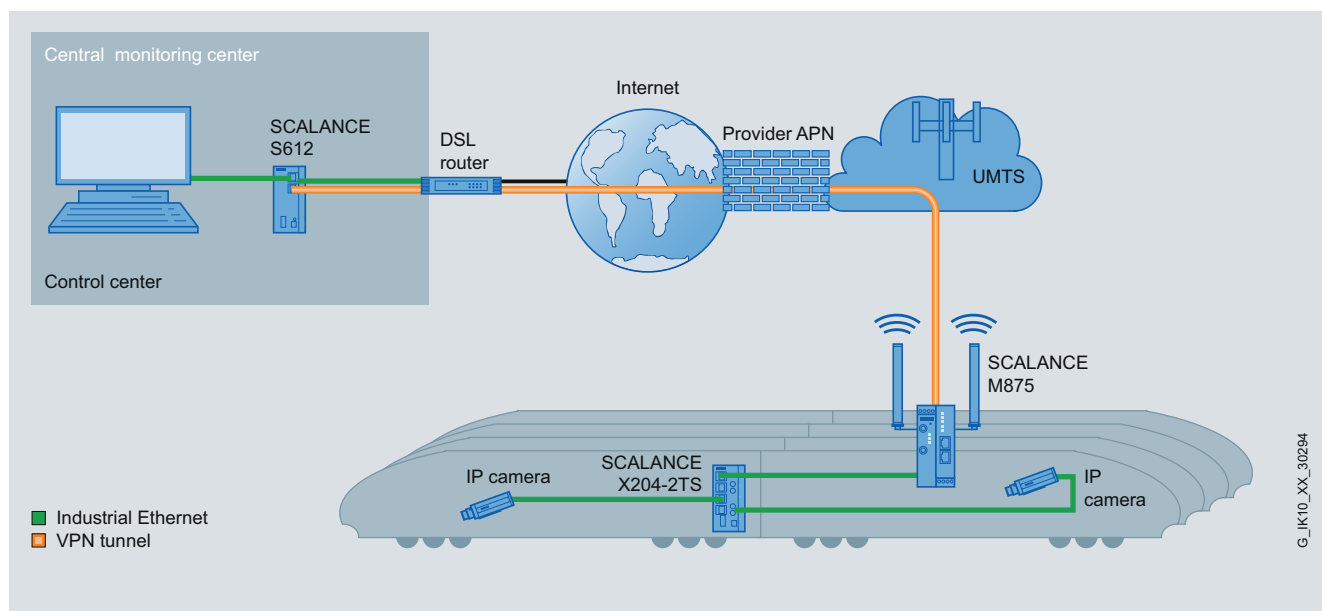 Central monitoring center
SCALANCE
S612
DSL
router
Internet
Provider APN
UMTS
Control center
SCALANCE
M875
IP camera
SCALANCE
X204-2TS
IP
camera
Industrial Ethernet
VPN tunnel
G_IK10_XX_30294